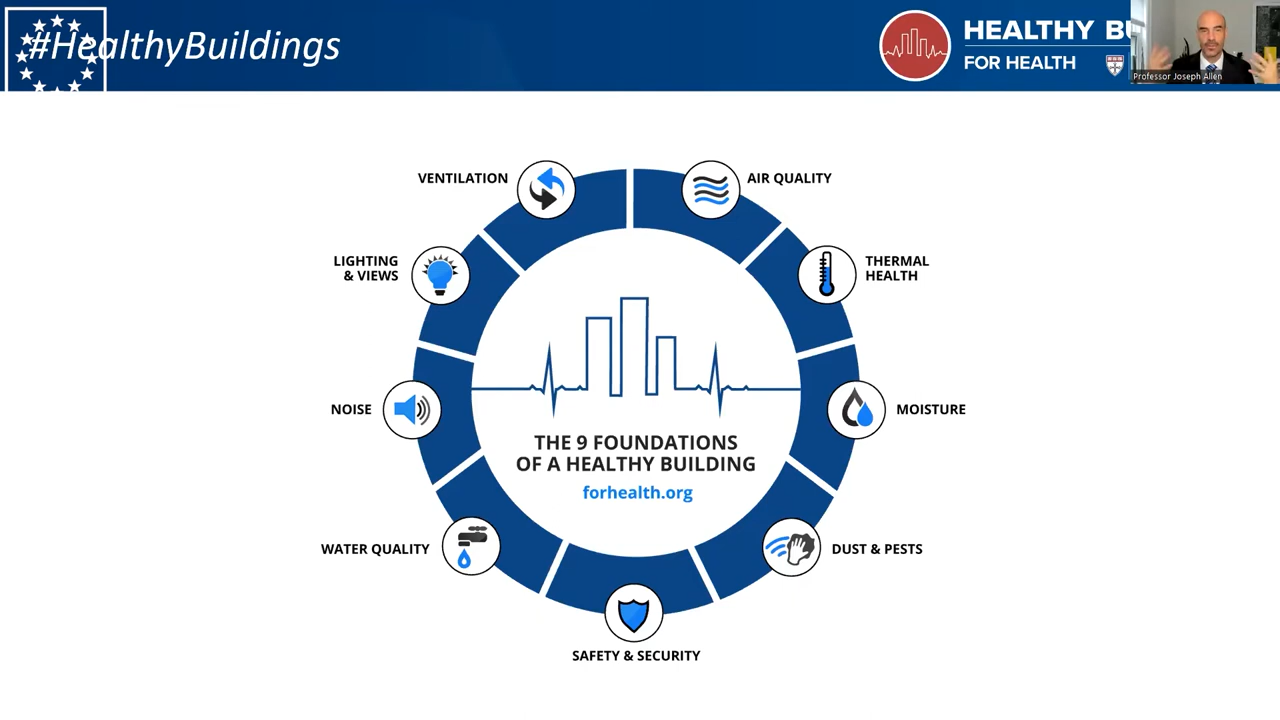 #HealthyBuildings
HEALTHY
FOR HEALTH
Professor Joseph Allen
VENTILATION
AIR QUALITY
LIGHTING
& VIEWS
THERMAL
HEALTH
NOISE
MOISTURE
THE 9 FOUNDATIONS
OF A HEALTHY BUILDING
forhealth.org
WATER QUALITY
DUST & PESTS
SAFETY & SECURITY